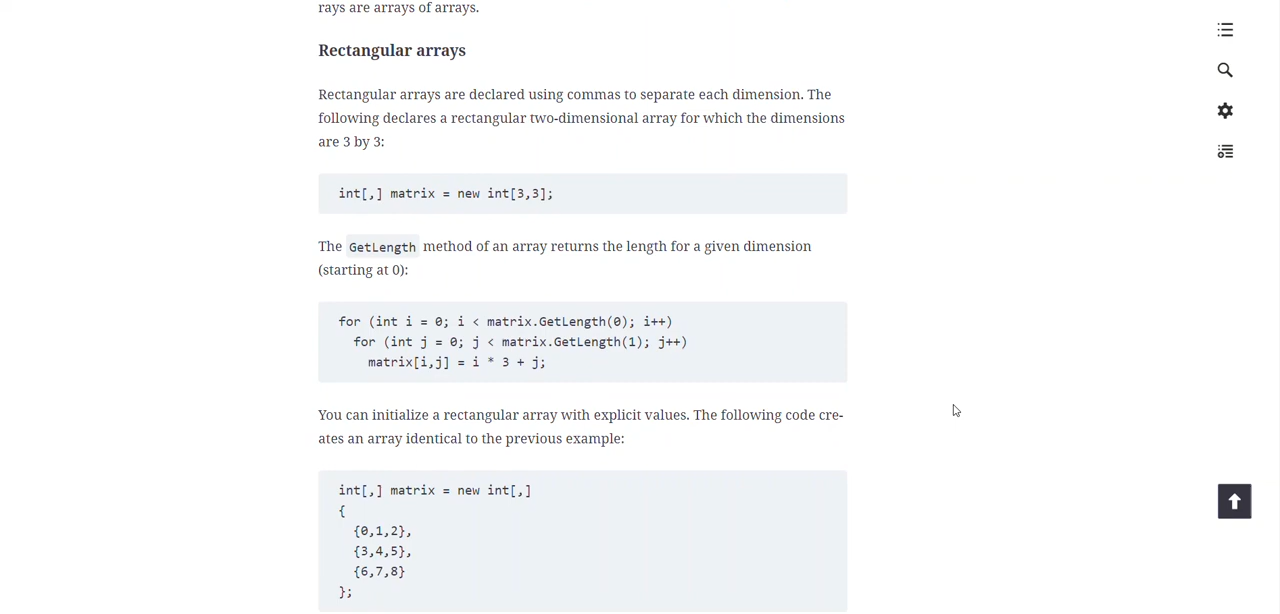 rays are arrays of arrays.
Rectangular arrays
Rectangular arrays are declared using commas to separate each dimension. The
following declares a rectangular two-dimensional array for which the dimensions
are 3 by 3:
int[,] matrix = new int[3,3];
The GetLength method of an array returns the length for a given dimension
(starting at 0):
for (int i = 0; i < matrix.GetLength(0); i++)
  for (int j = 0; j < matrix.GetLength(1); j++)
    matrix[i,j] = i * 3 + j;
You can initialize a rectangular array with explicit values. The following code cre-
ates an array identical to the previous example:
int[,] matrix = new int[,]
{
  {0,1,2},
  {3,4,5},
  {6,7,8}
};